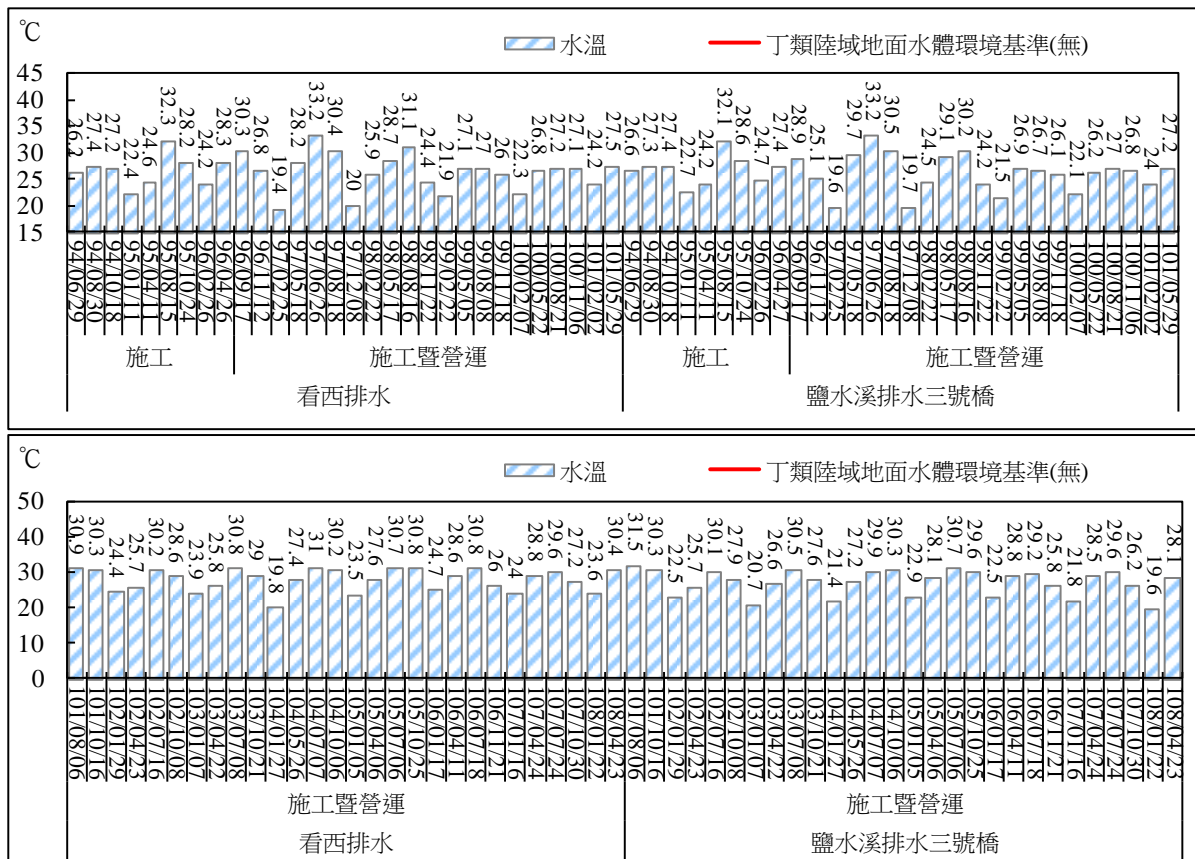 ℃
水溫 丁類陸域地面水體環境基準(無)
45
40
35
30
25
20
15
26.2 27.4 27.2 22.4 24.6 32.3 28.2 24.2 28.3 30.3 26.8 19.4 28.2 33.2 30.4 20 25.9 28.7 31.1 24.4 21.9 27.1 27 26 22.3 26.8 27.2 27.1 24.2 27.5 26.6 27.3 27.4 22.7 24.2 32.1 28.6 24.7 27.4 28.9 25.1 19.6 29.7 33.2 30.5 19.7 24.5 29.1 30.2 24.2 21.5 26.9 26.7 26.1 22.1 26.2 27 26.8 24 27.2
94/06/29 94/08/30 94/10/18 95/01/11 95/04/11 95/08/15 95/10/24 96/02/26 96/04/26 96/09/17 96/11/12 97/02/25 97/05/18 97/06/26 97/08/18 97/12/08 98/02/22 98/05/17 98/08/16 98/11/22 99/02/22 99/05/05 99/08/08 99/11/18 100/02/07 100/05/22 100/08/21 100/11/06 101/02/02 101/05/29 94/06/29 94/08/30 94/10/18 95/01/11 95/04/11 95/08/15 95/10/24 96/02/26 96/04/27 96/09/17 96/11/12 97/02/25 97/05/18 97/06/26 97/08/18 97/12/08 98/02/22 98/05/17 98/08/16 98/11/22 99/02/22 99/05/05 99/08/08 99/11/18 100/02/07 100/05/22 100/08/21 100/11/06 101/02/02 101/05/29
施工 施工暨營運 施工 施工暨營運
看西排水 鹽水溪排水三號橋
℃
水溫 丁類陸域地面水體環境基準(無)
50
40
30
20
10
0
30.9 30.3 24.4 25.7 30.2 28.6 23.9 25.8 30.8 29 19.8 27.4 31 30.2 23.5 27.6 30.7 30.8 24.7 28.6 30.8 26 24 28.8 29.6 27.2 23.6 30.4 31.5 30.3 22.5 25.7 30.1 27.9 20.7 26.6 30.5 27.6 21.4 27.2 29.9 30.3 22.9 28.1 30.7 29.6 22.5 28.8 29.2 25.8 21.8 28.5 29.6 26.2 19.6 28.1
101/08/06 101/10/16 102/01/29 102/04/23 102/07/16 102/10/08 103/01/07 103/04/22 103/07/08 103/10/21 104/01/27 104/05/26 104/07/07 104/10/06 105/01/05 105/04/06 105/07/06 105/10/25 106/01/17 106/04/11 106/07/18 106/11/21 107/01/16 107/04/24 107/07/24 107/10/30 108/01/22 108/04/23 101/08/06 101/10/16 102/01/29 102/04/23 102/07/16 102/10/08 103/01/07 103/04/22 103/07/08 103/10/21 104/01/27 104/05/26 104/07/07 104/10/06 105/01/05 105/04/06 105/07/06 105/10/25 106/01/17 106/04/11 106/07/18 106/11/21 107/01/16 107/04/24 107/07/24 107/10/30 108/01/22 108/04/23
施工暨營運 施工暨營運
看西排水 鹽水溪排水三號橋